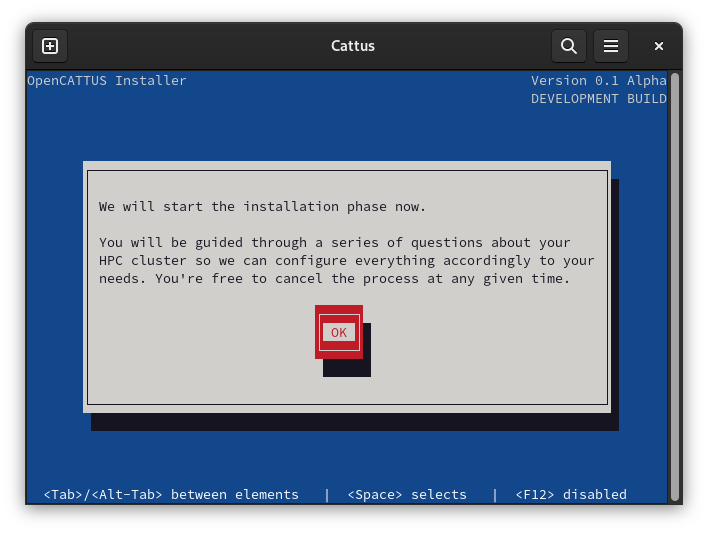 Cattus
OpenCATTUS Installer
Version 0.1 Alpha
DEVELOPMENT BUILD
We will start the installation phase now.
You will be guided through a series of questions about your
HPC cluster so we can configure everything accordingly to your
needs. You're free to cancel the process at any given time.
OK
<Tab>/<Alt-Tab> between elements | <Space> selects | <F12> disabled